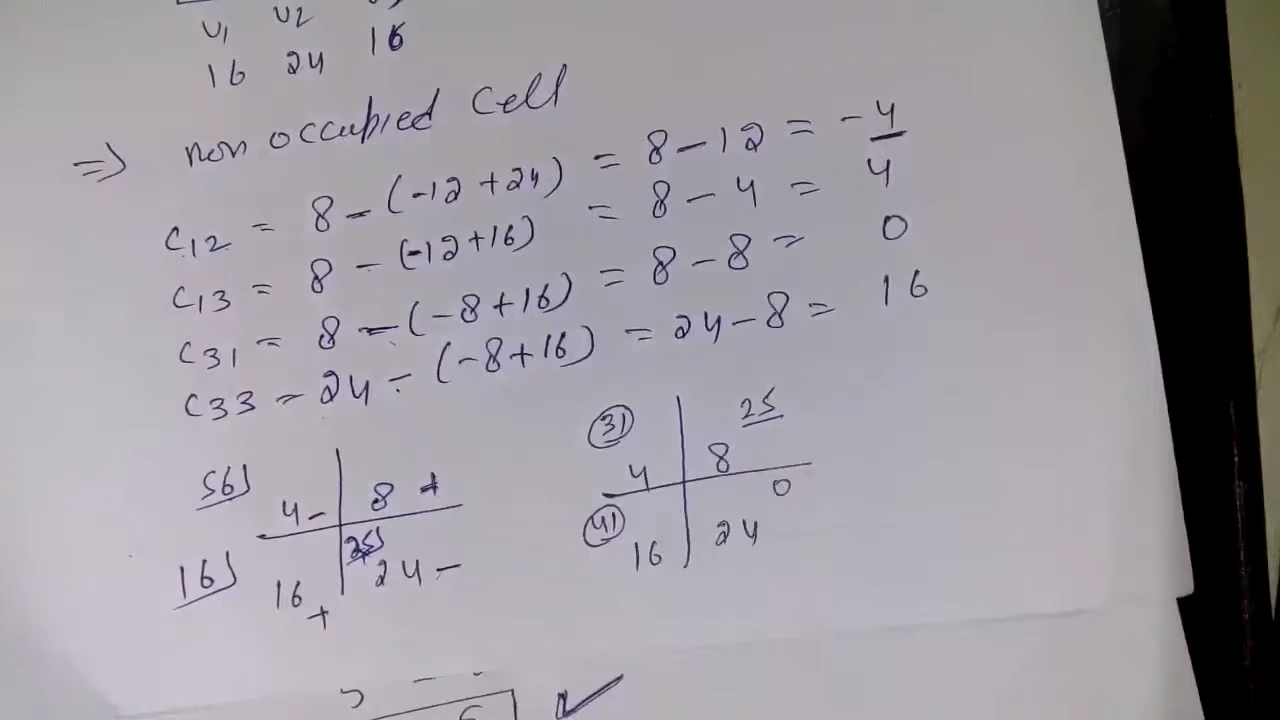 U1 U2
16 24 16
=> non occupied cell
C12 = 8 - (-12 + 24) = 8 - 12 = -4
C13 = 8 - (-12 + 16) = 8 - 4 = 4
C31 = 8 - (-8 + 16) = 8 - 8 = 0
C33 = 24 - (-8 + 16) = 24 - 8 = 16
56 4 - 8 +
16 16 + 25 24 -
31 4 8 25
41 16 24 0